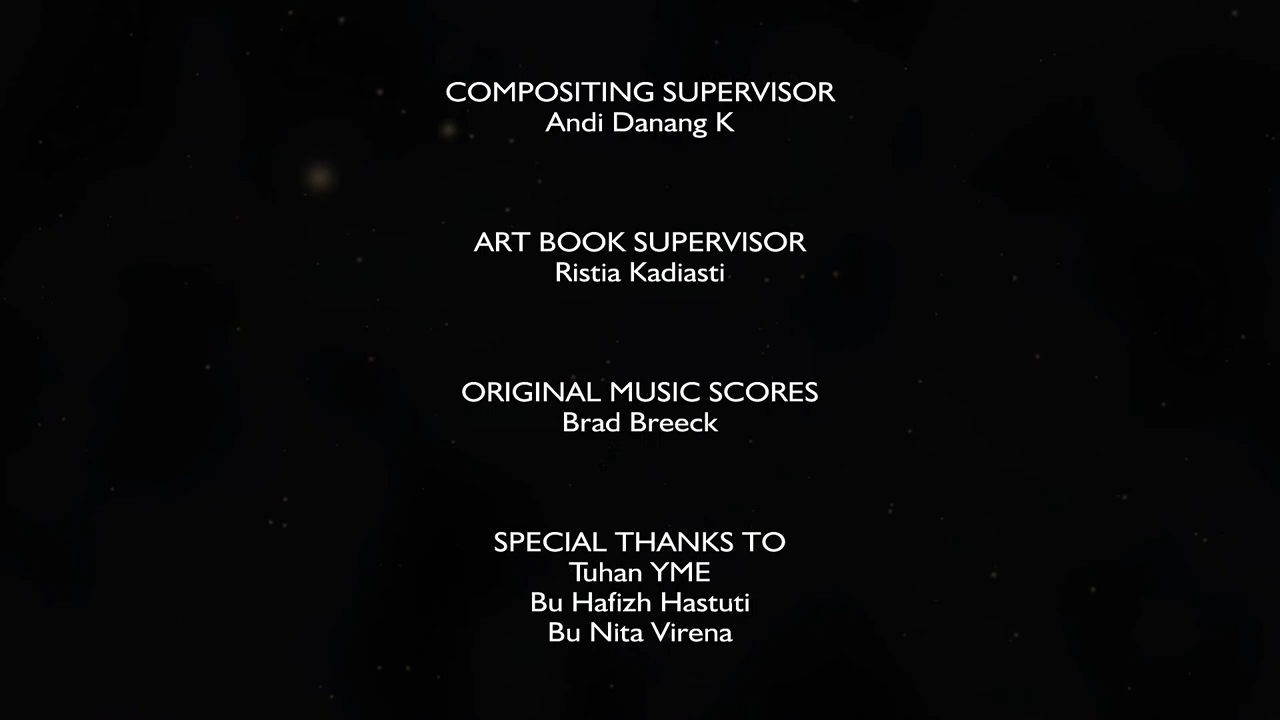 COMPOSITING SUPERVISOR
Andi Danang K
ART BOOK SUPERVISOR
Ristia Kadiasti
ORIGINAL MUSIC SCORES
Brad Breeck
SPECIAL THANKS TO
Tuhan YME
Bu Hafizh Hastuti
Bu Nita Virena